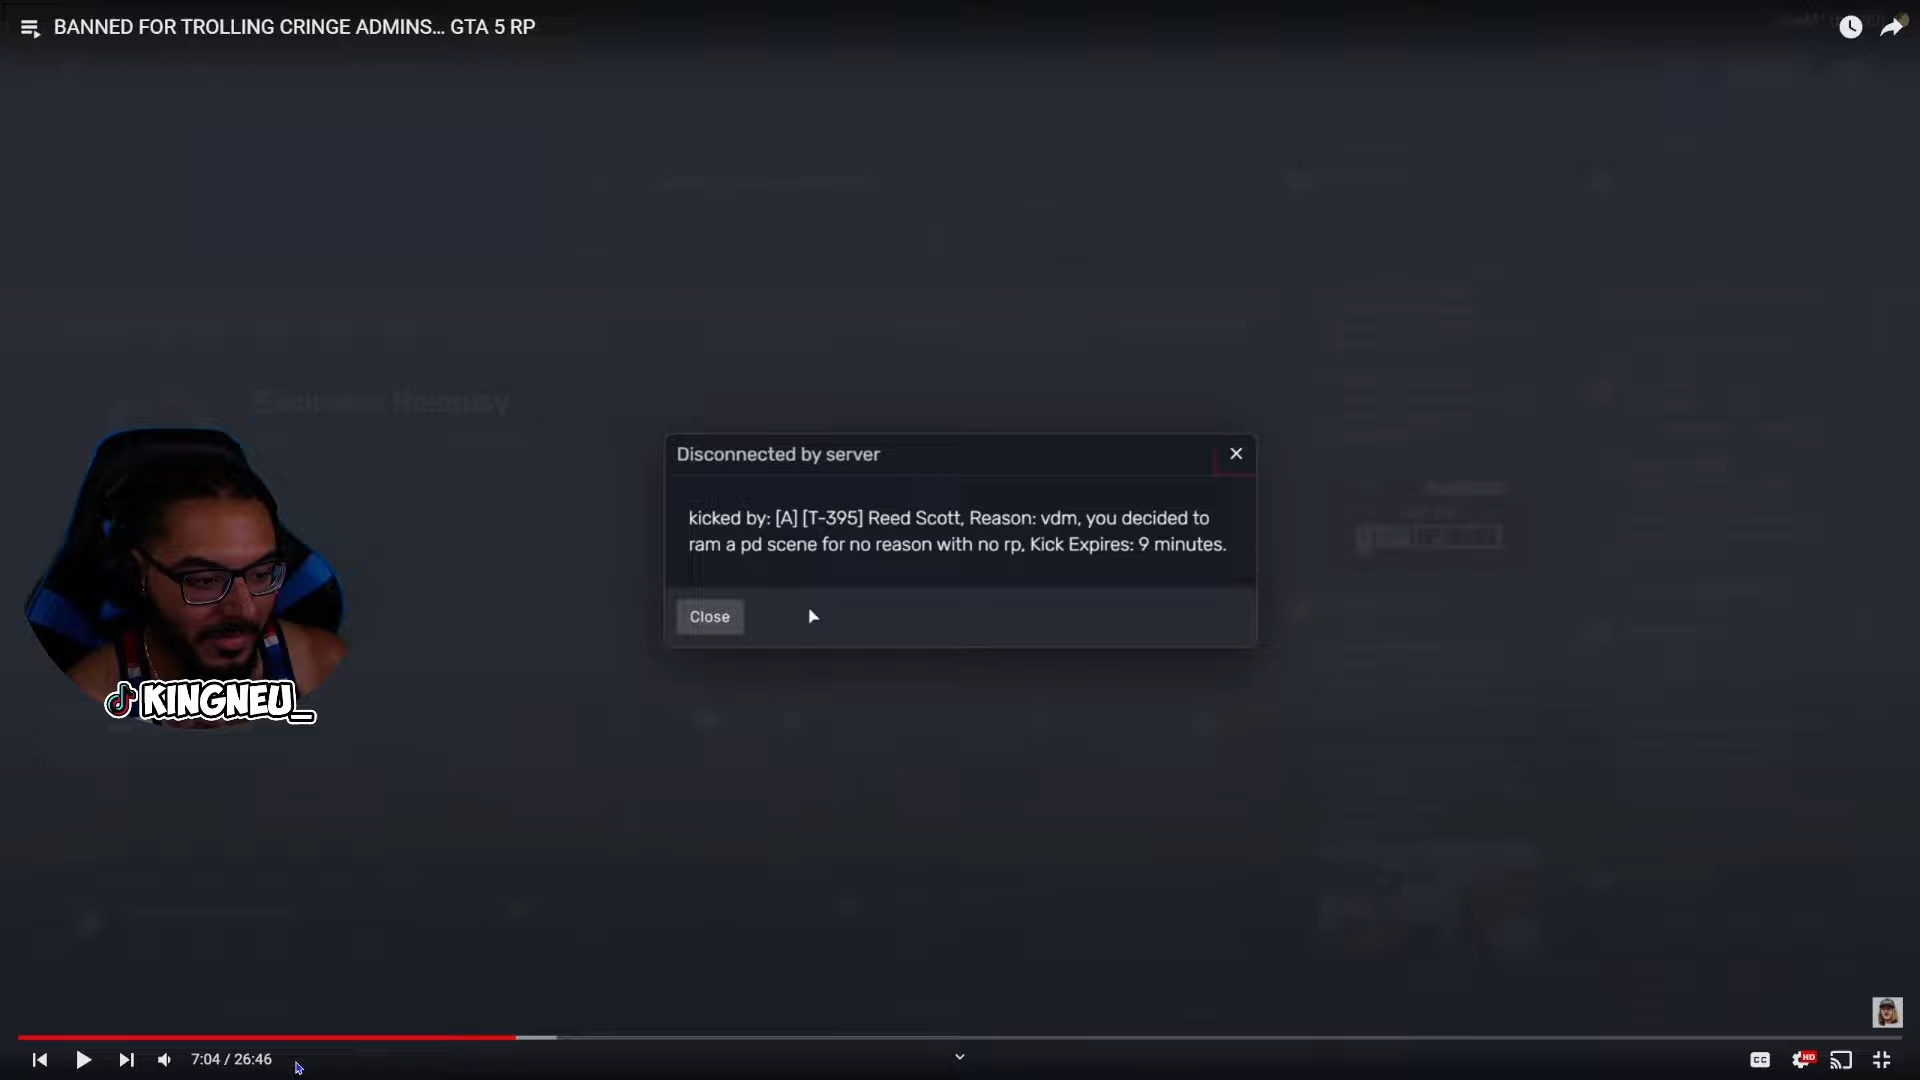 BANNED FOR TROLLING CRINGE ADMINS... GTA 5 RP
Disconnected by server
kicked by: [A] [T-395] Reed Scott, Reason: vdm, you decided to
ram a pd scene for no reason with no rp, Kick Expires: 9 minutes.
Close
KINGNEU_
7:04 / 26:46
CC
HD